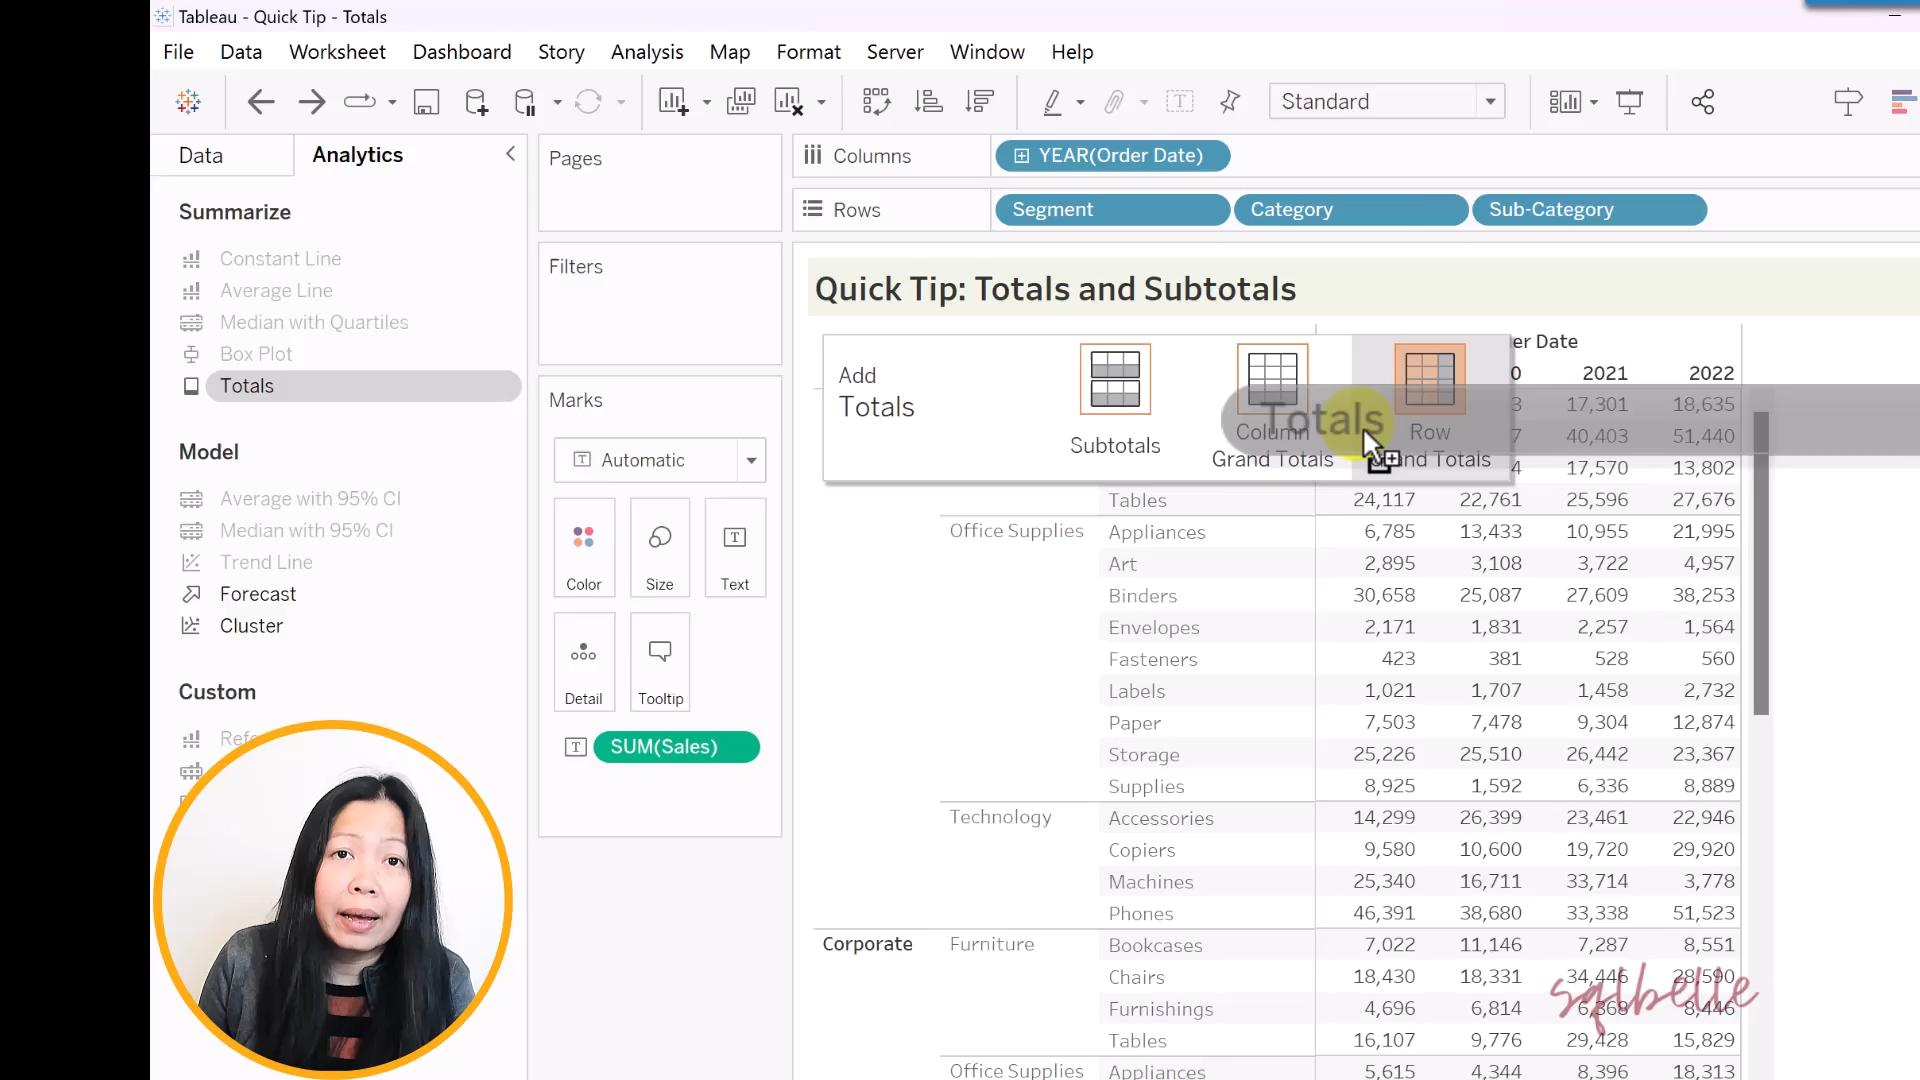 Tableau - Quick Tip - Totals
File Data Worksheet Dashboard Story Analysis Map Format Server Window Help
Standard
Data Analytics
Summarize
Constant Line
Average Line
Median with Quartiles
Box Plot
Totals
Model
Average with 95% CI
Median with 95% CI
Trend Line
Forecast
Cluster
Custom
Pages
Filters
Marks
Automatic
Color Size Text
Detail Tooltip
SUM(Sales)
Columns YEAR(Order Date)
Rows Segment Category Sub-Category
Quick Tip: Totals and Subtotals
Add
Totals
Subtotals
Column
Grand Totals
Row
Grand Totals
Totals
Date
2021 2022
17,301 18,635
40,403 51,440
17,570 13,802
Tables 24,117 22,761 25,596 27,676
Office Supplies Appliances 6,785 13,433 10,955 21,995
Art 2,895 3,108 3,722 4,957
Binders 30,658 25,087 27,609 38,253
Envelopes 2,171 1,831 2,257 1,564
Fasteners 423 381 528 560
Labels 1,021 1,707 1,458 2,732
Paper 7,503 7,478 9,304 12,874
Storage 25,226 25,510 26,442 23,367
Supplies 8,925 1,592 6,336 8,889
Technology Accessories 14,299 26,399 23,461 22,946
Copiers 9,580 10,600 19,720 29,920
Machines 25,340 16,711 33,714 3,778
Phones 46,391 38,680 33,338 51,523
Corporate Furniture Bookcases 7,022 11,146 7,287 8,551
Chairs 18,430 18,331 34,446 28,590
Furnishings 4,696 6,814 6,368 8,446
Tables 16,107 9,776 29,428 15,829
Office Supplies Appliances 5,615 4,344 8,396 18,313
sqlbelle